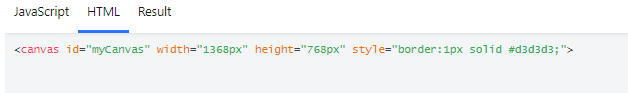 JavaScript HTML Result
<canvas id="myCanvas" width="1368px" height="768px" style="border:1px solid #d3d3d3;">